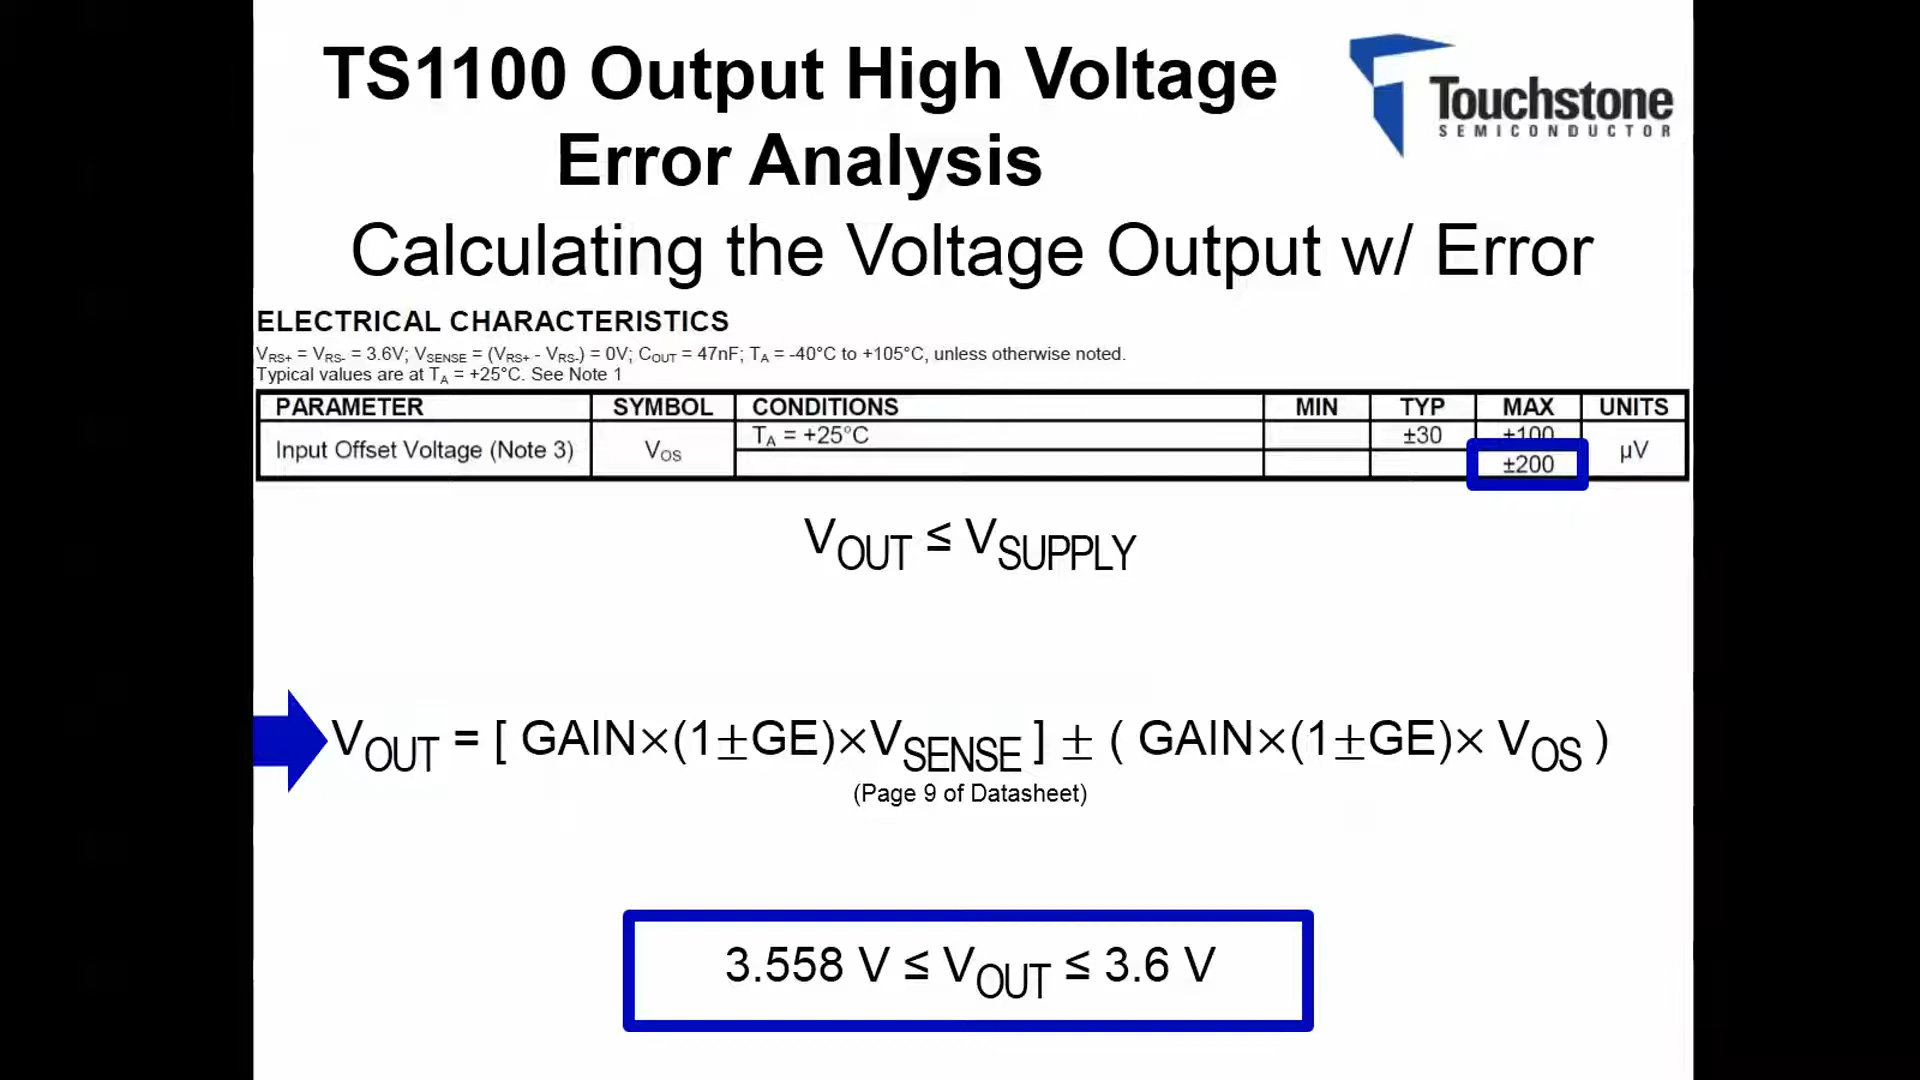 TS1100 Output High Voltage
Error Analysis
Touchstone
SEMICONDUCTOR
Calculating the Voltage Output w/ Error
ELECTRICAL CHARACTERISTICS
VRS+ = VRS- = 3.6V; VSENSE = (VRS+ - VRS-) = 0V; COUT = 47nF; TA = -40°C to +105°C, unless otherwise noted.
Typical values are at TA = +25°C. See Note 1
PARAMETER SYMBOL CONDITIONS MIN TYP MAX UNITS
Input Offset Voltage (Note 3) VOS TA = +25°C ±30 ±100 µV
±200
VOUT ≤ VSUPPLY
VOUT = [ GAIN×(1±GE)×VSENSE ] ± ( GAIN×(1±GE)× VOS )
(Page 9 of Datasheet)
3.558 V ≤ VOUT ≤ 3.6 V